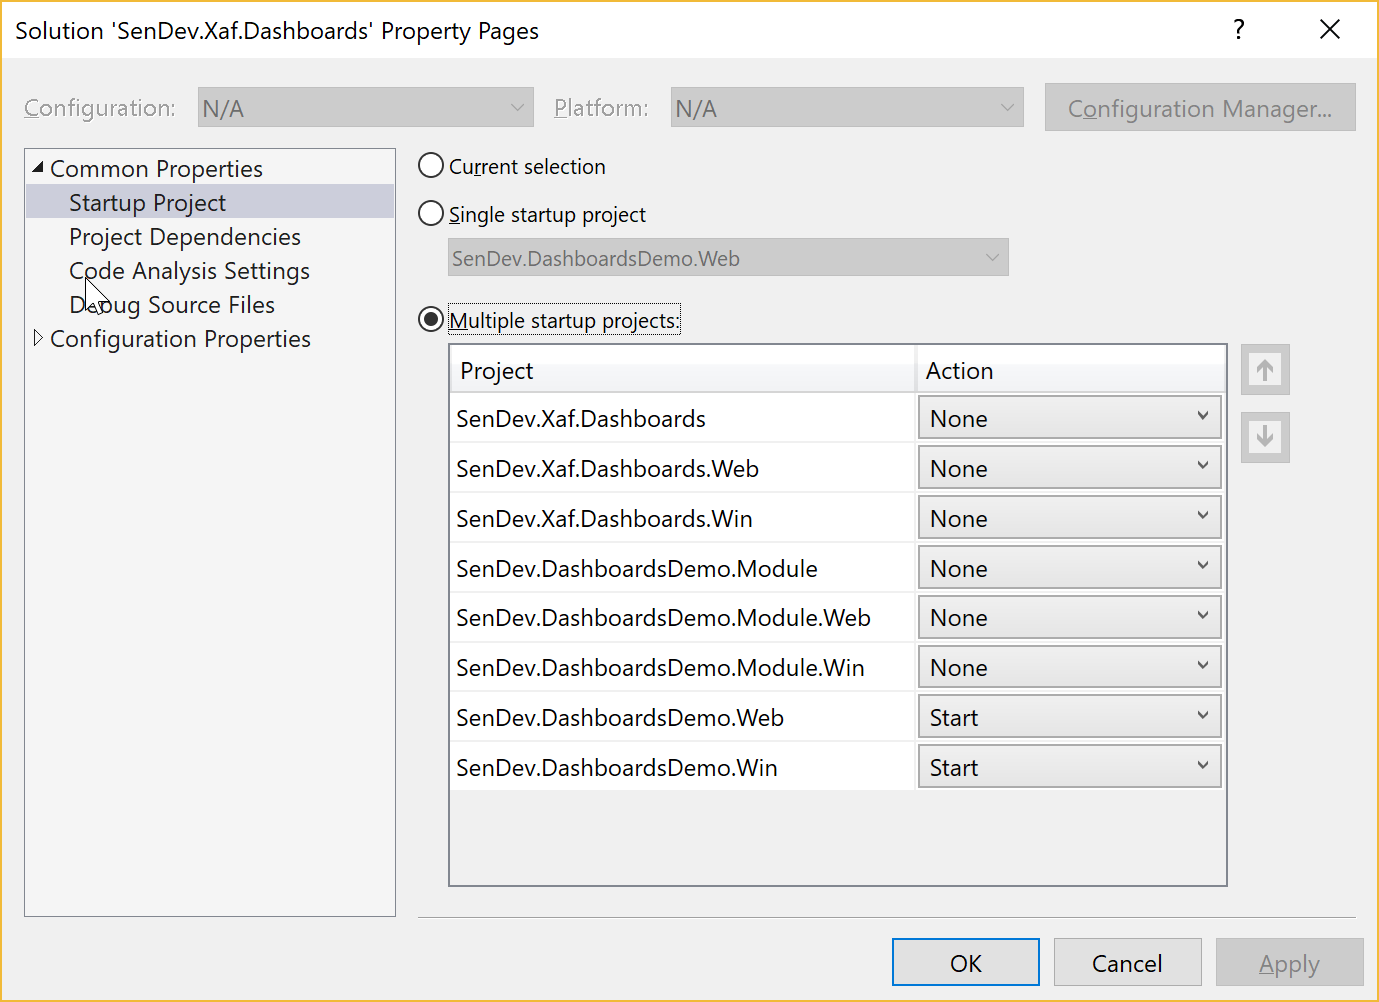 Solution 'SenDev.Xaf.Dashboards' Property Pages ?
Configuration: N/A Platform: N/A Configuration Manager...
Common Properties
Startup Project
Project Dependencies
Code Analysis Settings
Debug Source Files
Configuration Properties
Current selection
Single startup project
SenDev.DashboardsDemo.Web
Multiple startup projects:
Project Action
SenDev.Xaf.Dashboards None
SenDev.Xaf.Dashboards.Web None
SenDev.Xaf.Dashboards.Win None
SenDev.DashboardsDemo.Module None
SenDev.DashboardsDemo.Module.Web None
SenDev.DashboardsDemo.Module.Win None
SenDev.DashboardsDemo.Web Start
SenDev.DashboardsDemo.Win Start
OK Cancel Apply